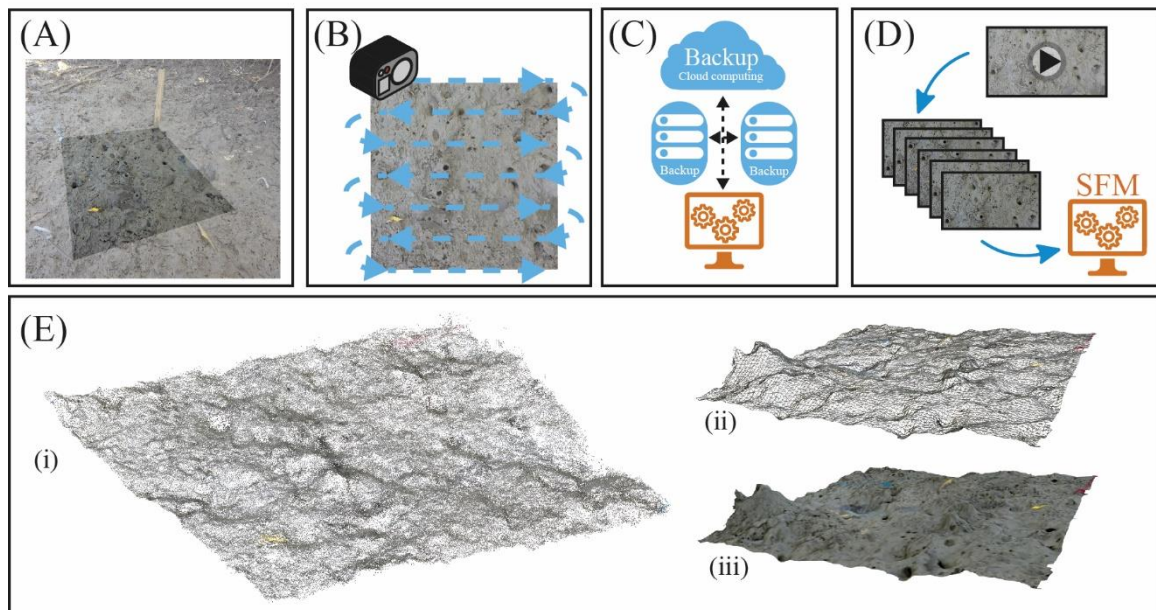 (A)
(B)
(C)
Backup
Cloud computing
Backup
Backup
(D)
SFM
(E)
(i)
(ii)
(iii)